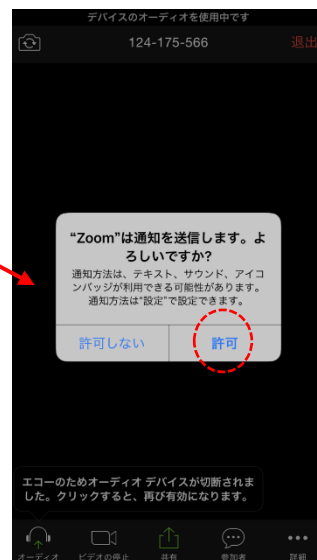 デバイスのオーディオを使用中です
124-175-566
退出
“Zoom”は通知を送信します。よ
ろしいですか?
通知方法は、テキスト、サウンド、アイコ
ンバッジが利用できる可能性があります。
通知方法は“設定”で設定できます。
許可しない
許可
エコーのためオーディオ デバイスが切断されま
した。クリックすると、再び有効になります。
オーディオ
ビデオの停止
共有
参加者
詳細